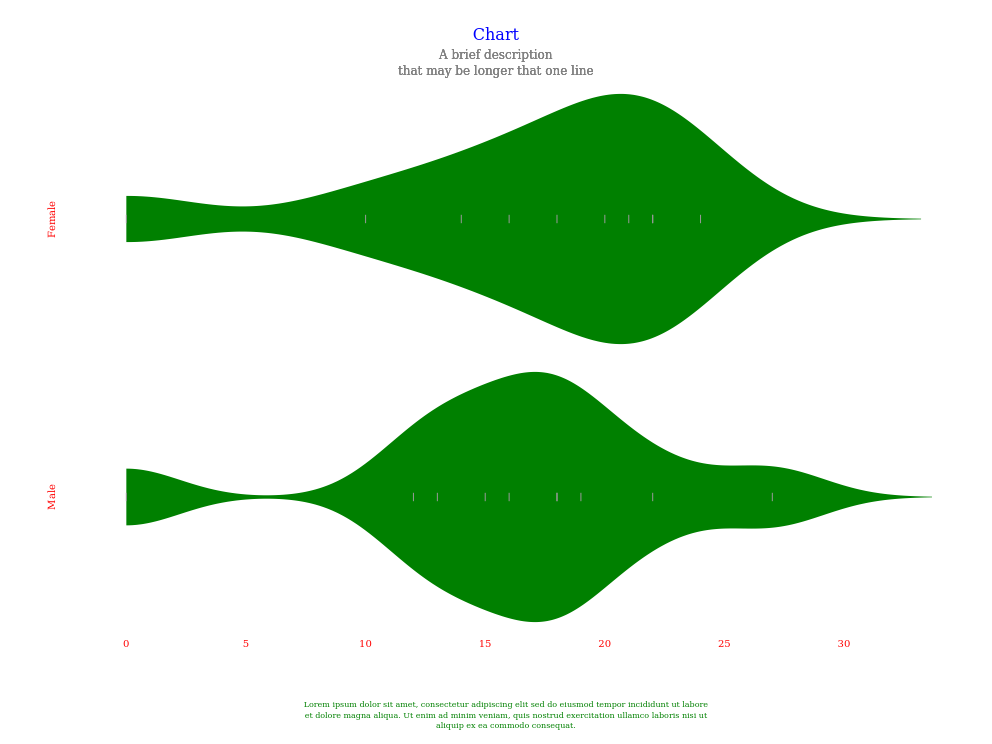 Chart
A brief description
that may be longer that one line
Female
Male
0 5 10 15 20 25 30
Lorem ipsum dolor sit amet, consectetur adipiscing elit sed do eiusmod tempor incididunt ut labore
et dolore magna aliqua. Ut enim ad minim veniam, quis nostrud exercitation ullamco laboris nisi ut
aliquip ex ea commodo consequat.